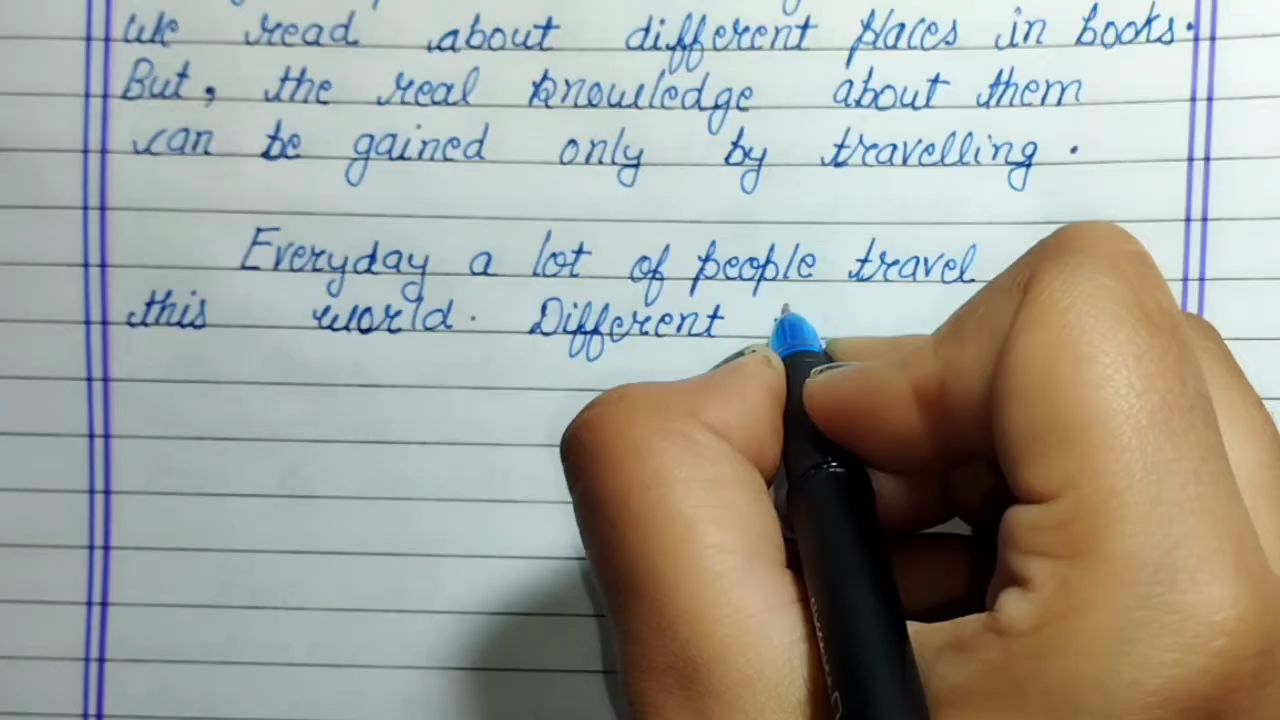 We read about different places in books.
But, the real knowledge about them
can be gained only by travelling.
Everyday a lot of people travel
this world. Different